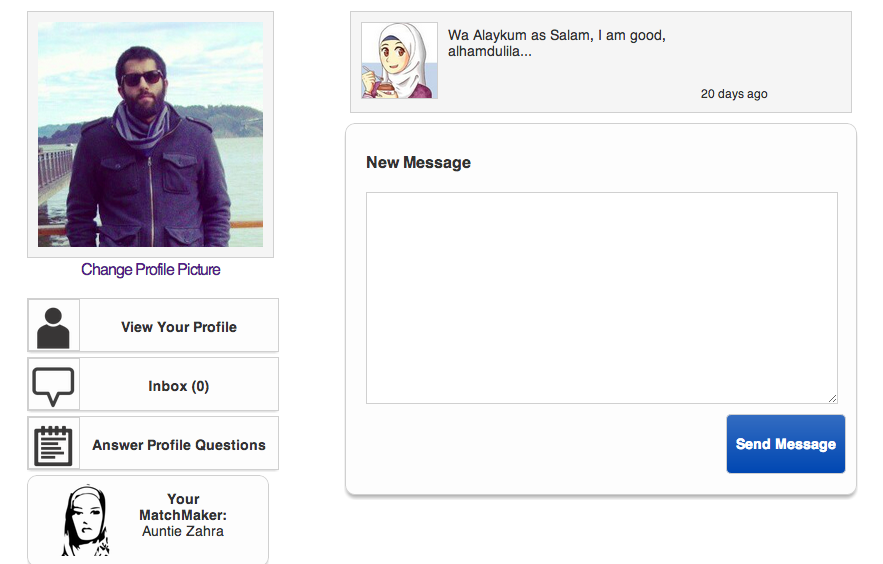 Wa Alaykum as Salam, I am good,
alhamdulila...
20 days ago
New Message
Send Message
Change Profile Picture
View Your Profile
Inbox (0)
Answer Profile Questions
Your
MatchMaker:
Auntie Zahra